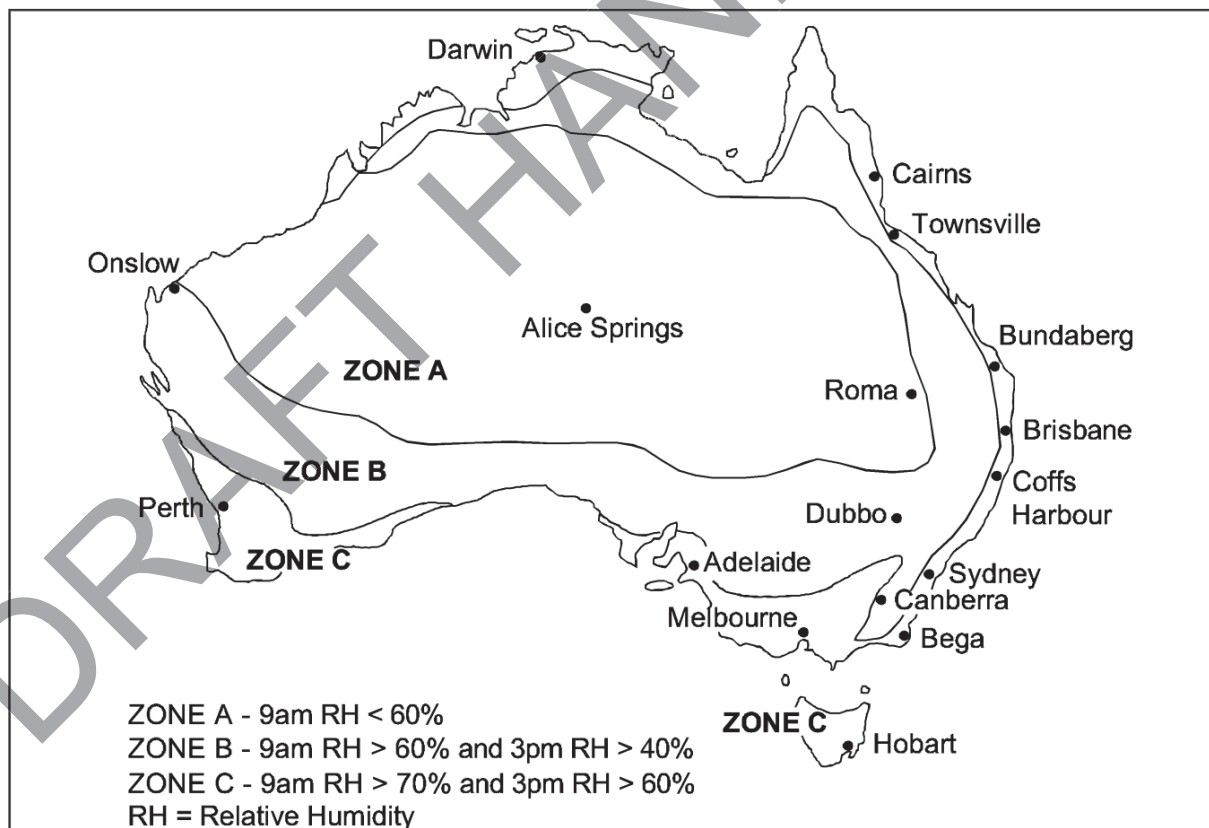 DRAFT HAN
Darwin
Cairns
Townsville
Onslow
Alice Springs
Bundaberg
ZONE A
Roma
Brisbane
ZONE B
Coffs
Harbour
Perth
Dubbo
ZONE C
Adelaide
Sydney
Canberra
Melbourne
Bega
ZONE C
Hobart
ZONE A - 9am RH < 60%
ZONE B - 9am RH > 60% and 3pm RH > 40%
ZONE C - 9am RH > 70% and 3pm RH > 60%
RH = Relative Humidity